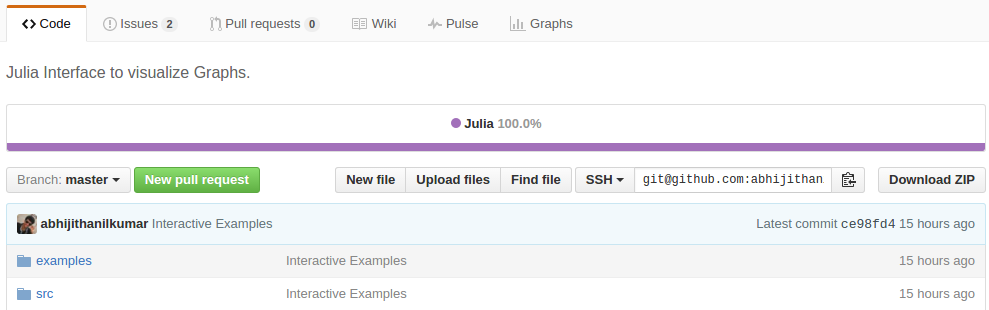 Code Issues 2 Pull requests 0 Wiki Pulse Graphs
Julia Interface to visualize Graphs.
Julia 100.0%
Branch: master New pull request New file Upload files Find file SSH git@github.com:abhijithan Download ZIP
abhijithanilkumar Interactive Examples Latest commit ce98fd4 15 hours ago
examples Interactive Examples 15 hours ago
src Interactive Examples 15 hours ago